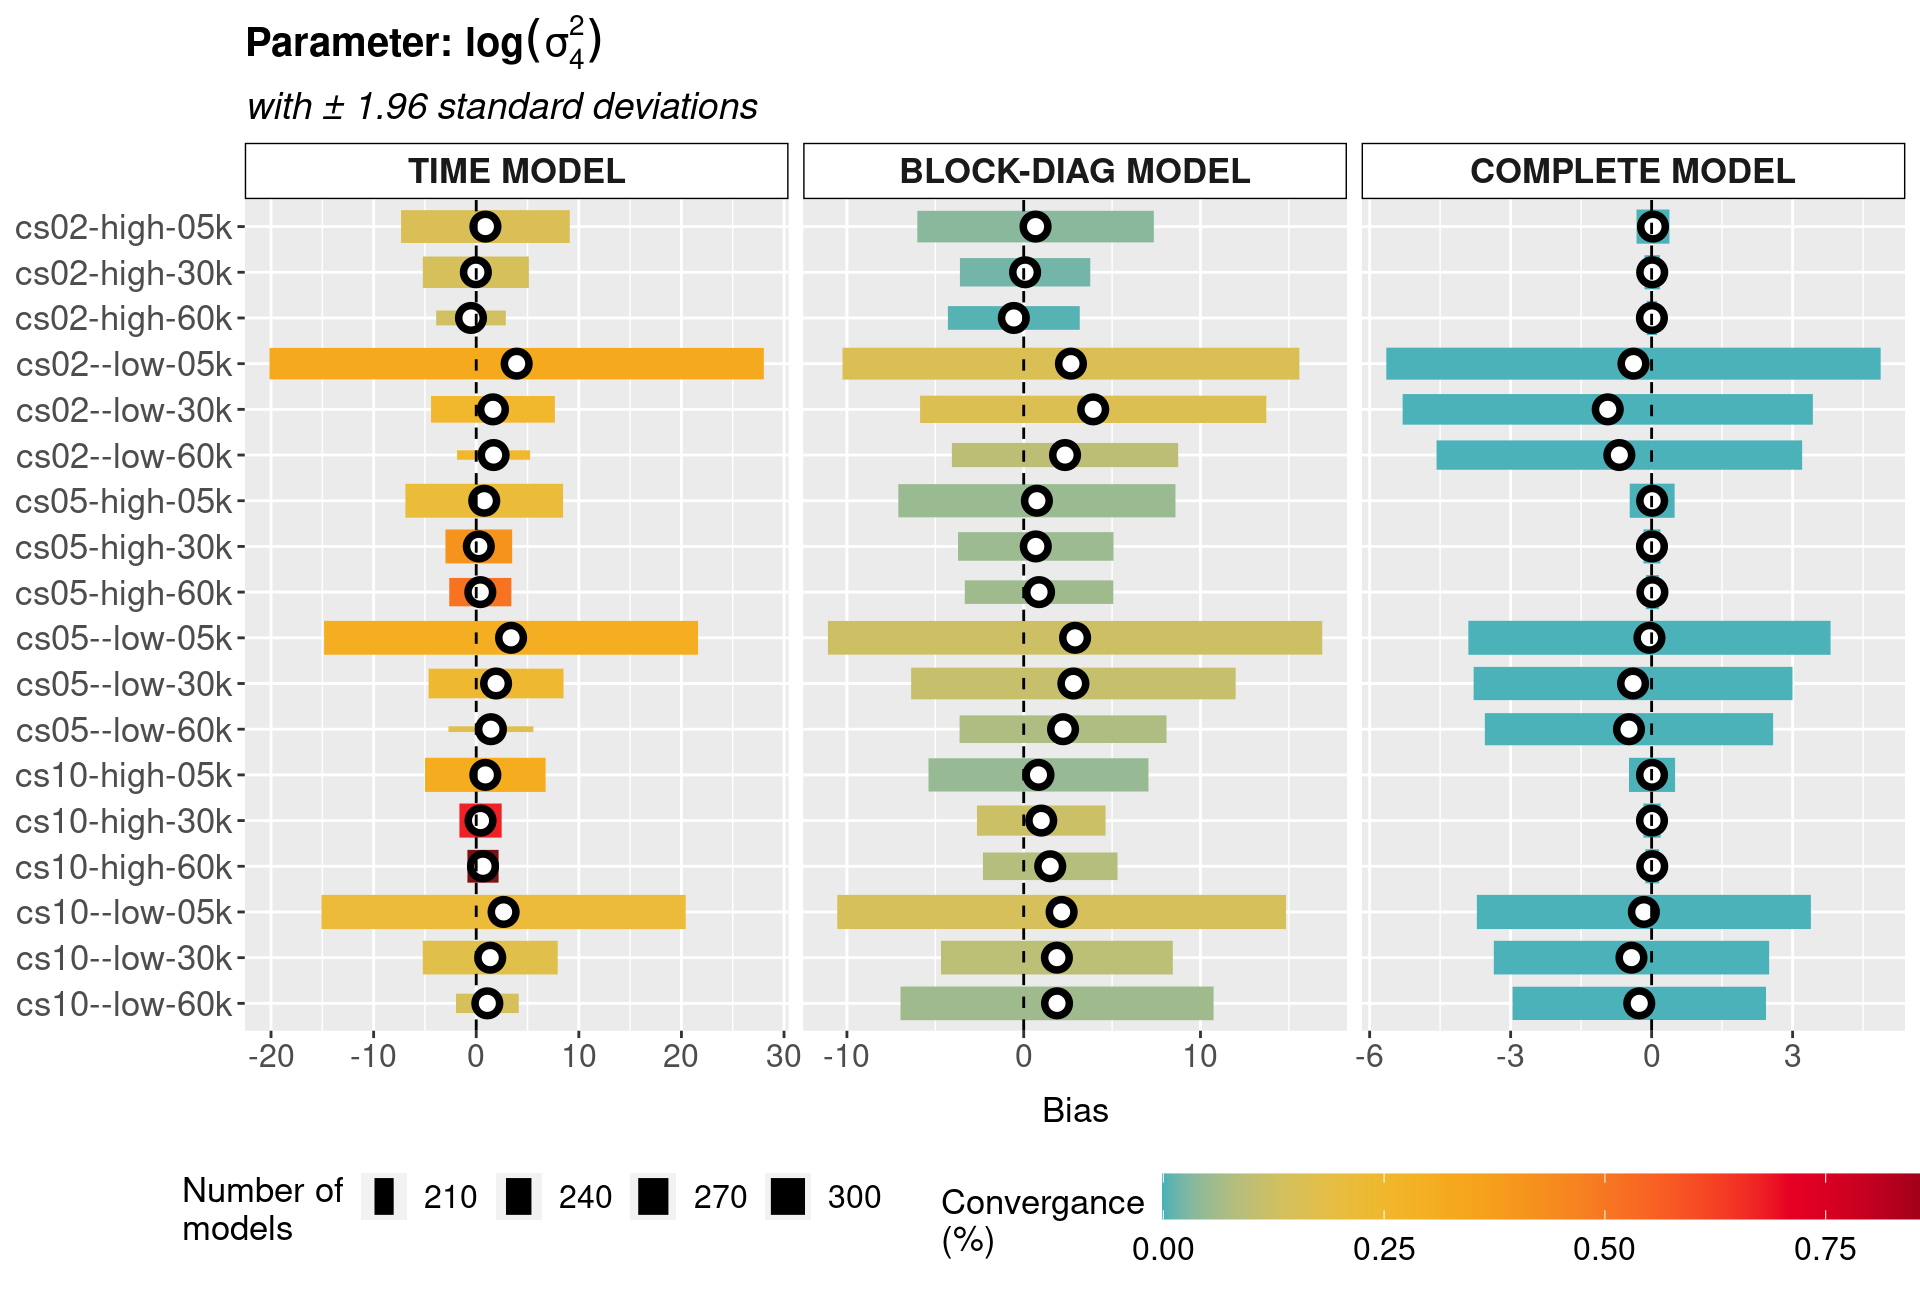 Parameter: log(σ₄²)
with ± 1.96 standard deviations
TIME MODEL
BLOCK-DIAG MODEL
COMPLETE MODEL
cs02-high-05k
cs02-high-30k
cs02-high-60k
cs02--low-05k
cs02--low-30k
cs02--low-60k
cs05-high-05k
cs05-high-30k
cs05-high-60k
cs05--low-05k
cs05--low-30k
cs05--low-60k
cs10-high-05k
cs10-high-30k
cs10-high-60k
cs10--low-05k
cs10--low-30k
cs10--low-60k
-20 -10 0 10 20 30
-10 0 10
-6 -3 0 3
Bias
Number of
models
210 240 270 300
Convergance
(%)
0.00 0.25 0.50 0.75